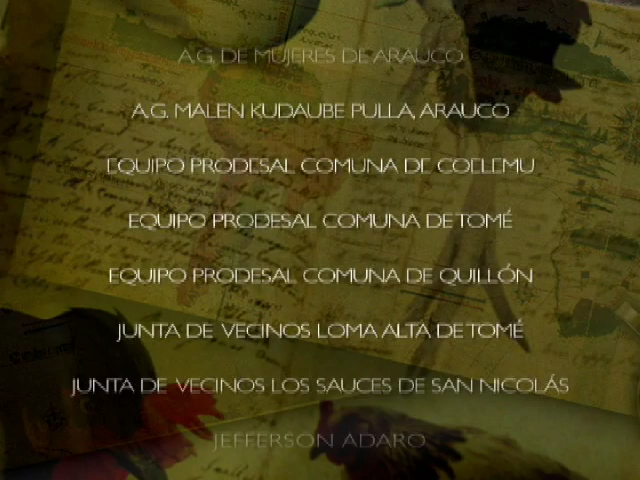 A.G. DE MUJERES DE ARAUCO
A.G. MALEN KUDAUBE PULLA, ARAUCO
EQUIPO PRODESAL COMUNA DE COELEMU
EQUIPO PRODESAL COMUNA DE TOMÉ
EQUIPO PRODESAL COMUNA DE QUILLÓN
JUNTA DE VECINOS LOMA ALTA DE TOMÉ
JUNTA DE VECINOS LOS SAUCES DE SAN NICOLÁS
JEFFERSON ADARO